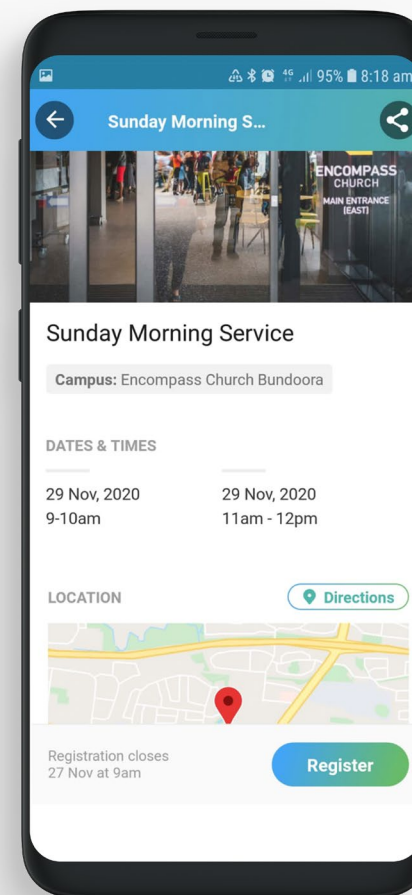 4G 95% 8:18 am
Sunday Morning S...
ENCOMPASS
CHURCH
MAIN ENTRANCE
(EAST)
Sunday Morning Service
Campus: Encompass Church Bundoora
DATES & TIMES
29 Nov, 2020
9-10am
29 Nov, 2020
11am - 12pm
LOCATION
Directions
Registration closes
27 Nov at 9am
Register